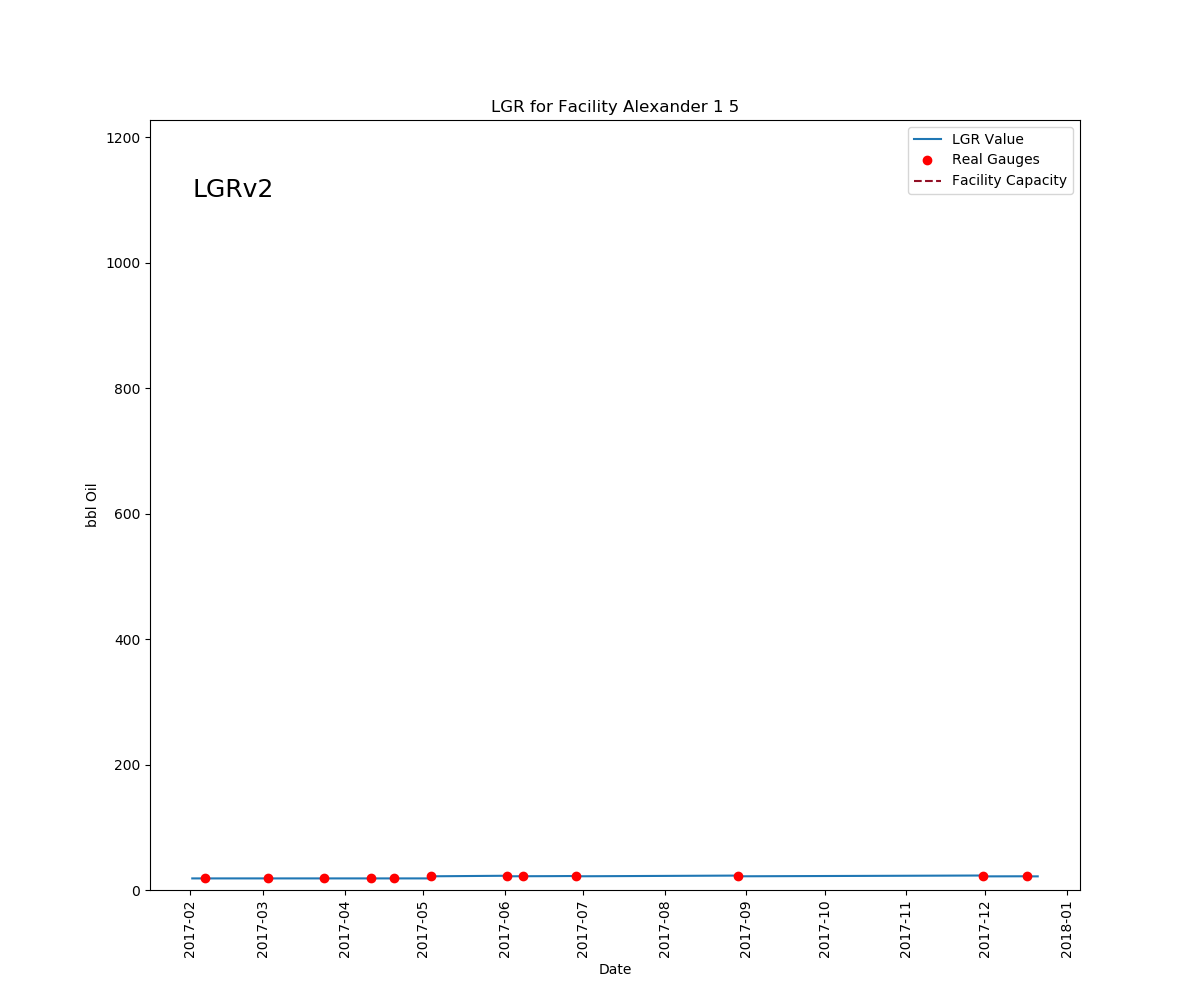 LGR for Facility Alexander 1 5
LGRv2
LGR Value
Real Gauges
Facility Capacity
1200
1000
800
600
400
200
0
bbl Oil
2017-02
2017-03
2017-04
2017-05
2017-06
2017-07
2017-08
2017-09
2017-10
2017-11
2017-12
2018-01
Date